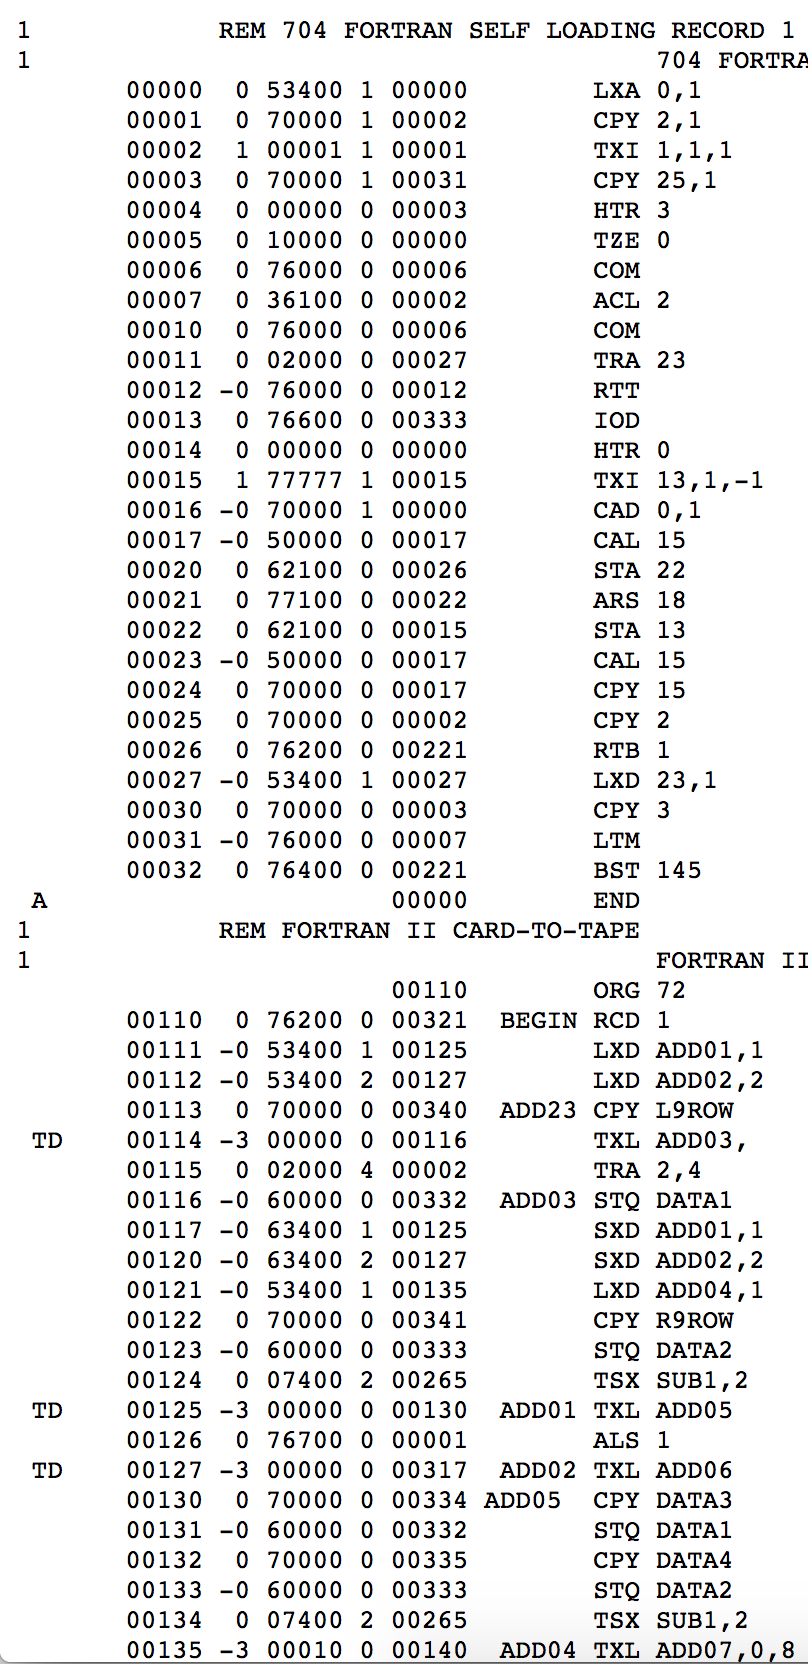 1 REM 704 FORTRAN SELF LOADING RECORD 1
1 704 FORTRA
00000 0 53400 1 00000 LXA 0,1
00001 0 70000 1 00002 CPY 2,1
00002 1 00001 1 00001 TXI 1,1,1
00003 0 70000 1 00031 CPY 25,1
00004 0 00000 0 00003 HTR 3
00005 0 10000 0 00000 TZE 0
00006 0 76000 0 00006 COM
00007 0 36100 0 00002 ACL 2
00010 0 76000 0 00006 COM
00011 0 02000 0 00027 TRA 23
00012 -0 76000 0 00012 RTT
00013 0 76600 0 00333 IOD
00014 0 00000 0 00000 HTR 0
00015 1 77777 1 00015 TXI 13,1,-1
00016 -0 70000 1 00000 CAD 0,1
00017 -0 50000 0 00017 CAL 15
00020 0 62100 0 00026 STA 22
00021 0 77100 0 00022 ARS 18
00022 0 62100 0 00015 STA 13
00023 -0 50000 0 00017 CAL 15
00024 0 70000 0 00017 CPY 15
00025 0 70000 0 00002 CPY 2
00026 0 76200 0 00221 RTB 1
00027 -0 53400 1 00027 LXD 23,1
00030 0 70000 0 00003 CPY 3
00031 -0 76000 0 00007 LTM
00032 0 76400 0 00221 BST 145
A 00000 END
1 REM FORTRAN II CARD-TO-TAPE
1 FORTRAN II
00110 ORG 72
00110 0 76200 0 00321 BEGIN RCD 1
00111 -0 53400 1 00125 LXD ADD01,1
00112 -0 53400 2 00127 LXD ADD02,2
00113 0 70000 0 00340 ADD23 CPY L9ROW
TD 00114 -3 00000 0 00116 TXL ADD03,
00115 0 02000 4 00002 TRA 2,4
00116 -0 60000 0 00332 ADD03 STQ DATA1
00117 -0 63400 1 00125 SXD ADD01,1
00120 -0 63400 2 00127 SXD ADD02,2
00121 -0 53400 1 00135 LXD ADD04,1
00122 0 70000 0 00341 CPY R9ROW
00123 -0 60000 0 00333 STQ DATA2
00124 0 07400 2 00265 TSX SUB1,2
TD 00125 -3 00000 0 00130 ADD01 TXL ADD05
00126 0 76700 0 00001 ALS 1
TD 00127 -3 00000 0 00317 ADD02 TXL ADD06
00130 0 70000 0 00334 ADD05 CPY DATA3
00131 -0 60000 0 00332 STQ DATA1
00132 0 70000 0 00335 CPY DATA4
00133 -0 60000 0 00333 STQ DATA2
00134 0 07400 2 00265 TSX SUB1,2
00135 -3 00010 0 00140 ADD04 TXL ADD07,0,8